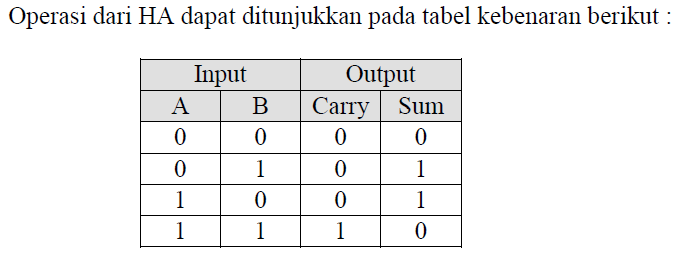 Operasi dari HA dapat ditunjukkan pada tabel kebenaran berikut :
Input Output
A B Carry Sum
0 0 0 0
0 1 0 1
1 0 0 1
1 1 1 0